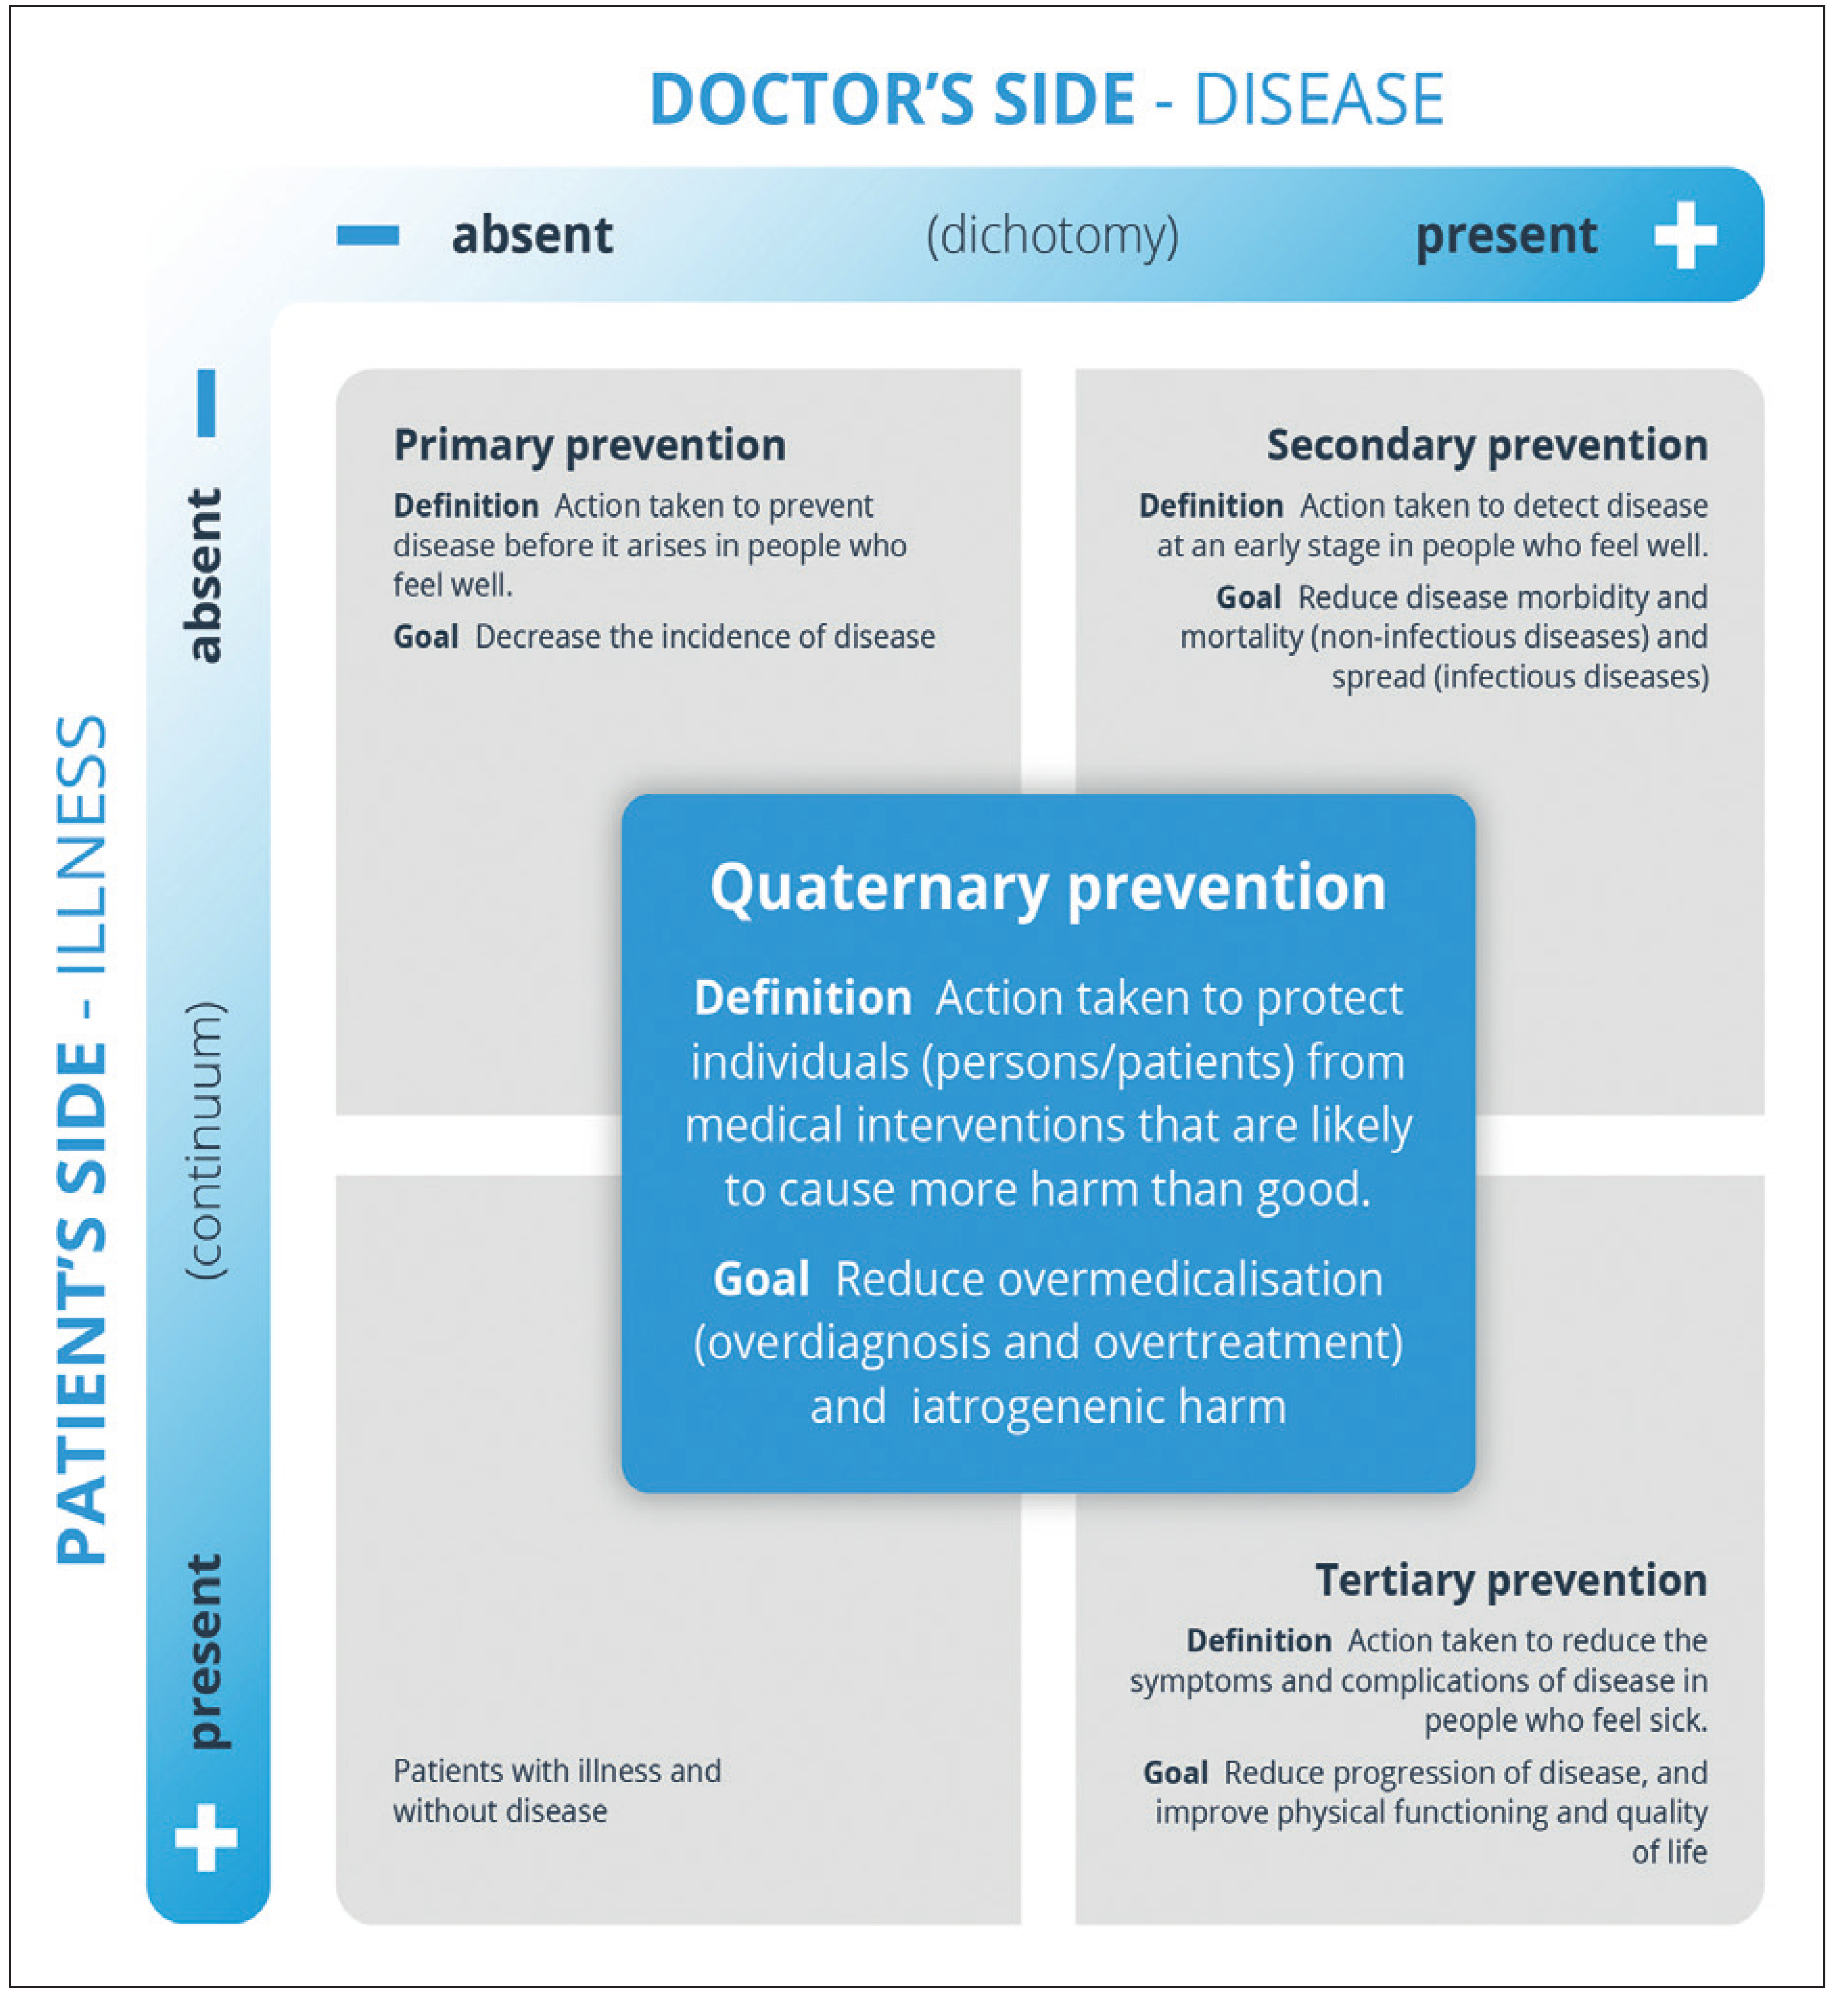 DOCTOR’S SIDE - DISEASE
absent (dichotomy) present
PATIENT’S SIDE - ILLNESS
absent (continuum) present
Primary prevention
Definition Action taken to prevent
disease before it arises in people who
feel well.
Goal Decrease the incidence of disease
Secondary prevention
Definition Action taken to detect disease
at an early stage in people who feel well.
Goal Reduce disease morbidity and
mortality (non-infectious diseases) and
spread (infectious diseases)
Quaternary prevention
Definition Action taken to protect
individuals (persons/patients) from
medical interventions that are likely
to cause more harm than good.
Goal Reduce overmedicalisation
(overdiagnosis and overtreatment)
and iatrogenenic harm
Patients with illness and
without disease
Tertiary prevention
Definition Action taken to reduce the
symptoms and complications of disease in
people who feel sick.
Goal Reduce progression of disease, and
improve physical functioning and quality
of life